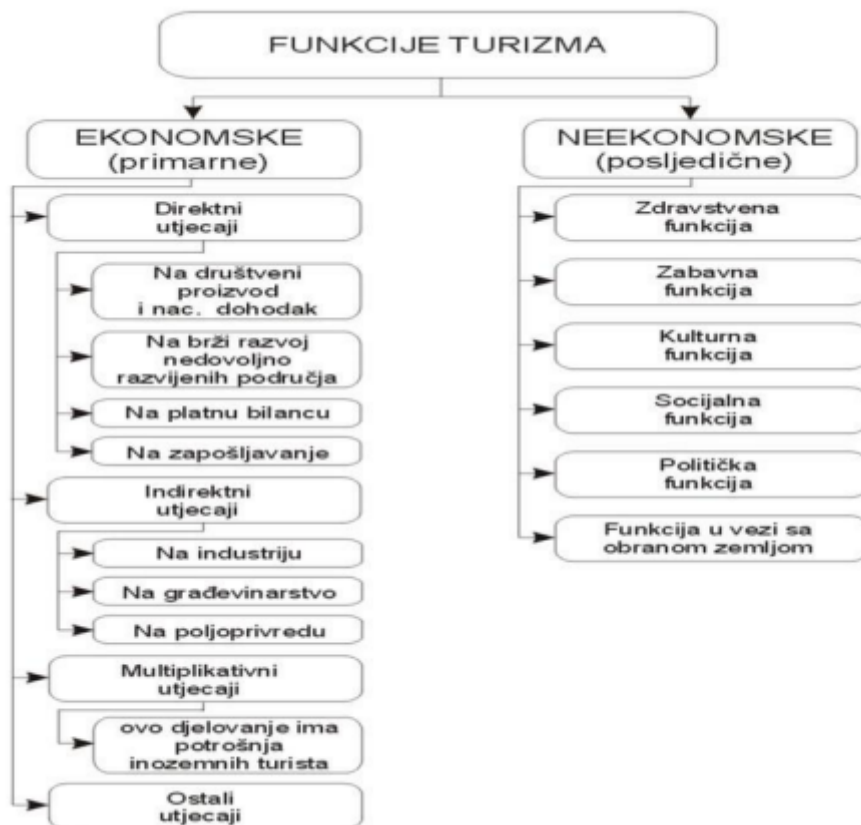 FUNKCIJE TURIZMA
EKONOMSKE
(primarne)
Direktni
utjecaji
Na društveni
proizvod
i nac. dohodak
Na brži razvoj
nedovoljno
razvijenih područja
Na platnu bilancu
Na zapošljavanje
Indirektni
utjecaji
Na industriju
Na građevinarstvo
Na poljoprivredu
Multiplikativni
utjecaji
ovo djelovanje ima
potrošnja
inozemnih turista
Ostali
utjecaji
NEEKONOMSKE
(posljedične)
Zdravstvena
funkcija
Zabavna
funkcija
Kulturna
funkcija
Socijalna
funkcija
Politička
funkcija
Funkcija u vezi sa
obranom zemljom